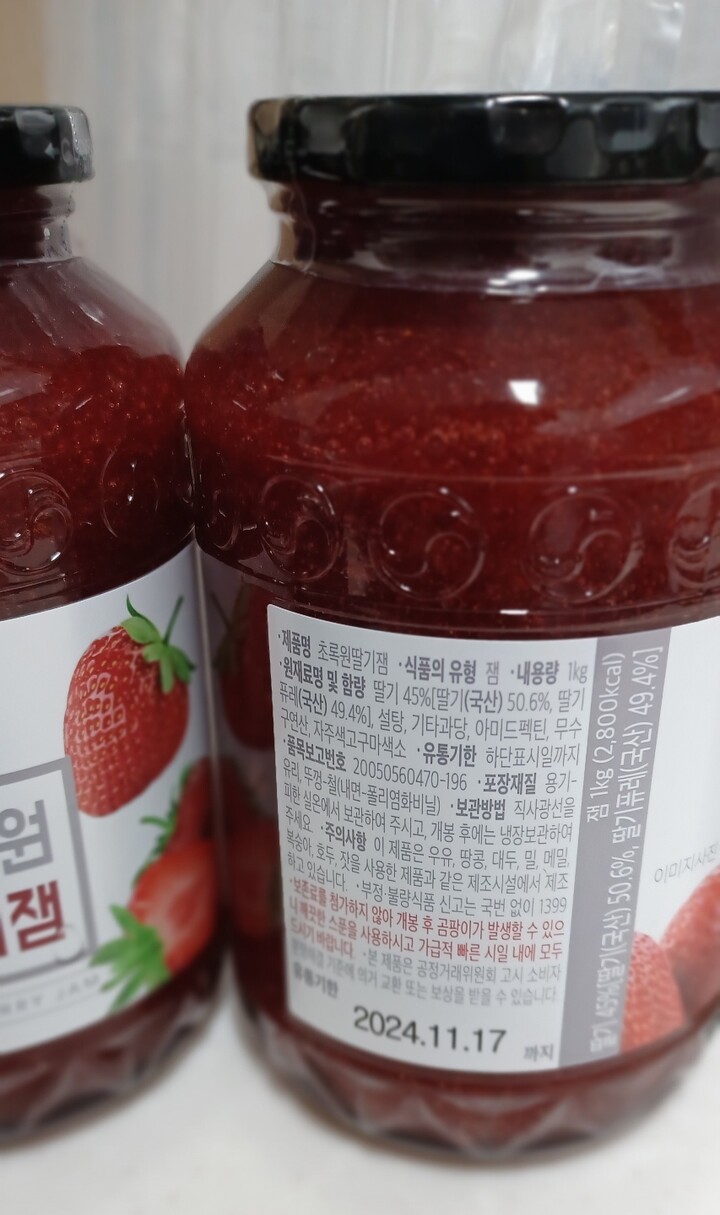 ·제품명 초록원딸기잼 ·식품의 유형 잼 ·내용량 1kg
·원재료명 및 함량 딸기 45%[딸기(국산) 50.6%, 딸기
퓨레(국산) 49.4%], 설탕, 기타과당, 아미드펙틴, 무수
구연산, 자주색고구마색소 ·유통기한 하단표시일까지
·품목보고번호 20050560470-196 ·포장재질 용기-
유리, 뚜껑-철(내면-폴리염화비닐) ·보관방법 직사광선을
피한 실온에서 보관하여 주시고, 개봉 후에는 냉장보관하여
주세요. ·주의사항 이 제품은 우유, 땅콩, 대두, 밀, 메밀,
복숭아, 호두, 잣을 사용한 제품과 같은 제조시설에서 제조
하고 있습니다. ·부정·불량식품 신고는 국번 없이 1399
·보존료를 첨가하지 않아 개봉 후 곰팡이가 발생할 수 있으
니 깨끗한 스푼을 사용하시고 가급적 빠른 시일 내에 모두
드시기 바랍니다. ·본 제품은 공정거래위원회 고시 소비자
분쟁해결 기준에 의거 교환 또는 보상을 받을 수 있습니다.
유통기한
2024.11.17 까지
잼 1kg (2,800kcal)
딸기 45%[딸기(국산) 50.6%, 딸기퓨레(국산) 49.4%]
이미지사진
원
잼
JAM